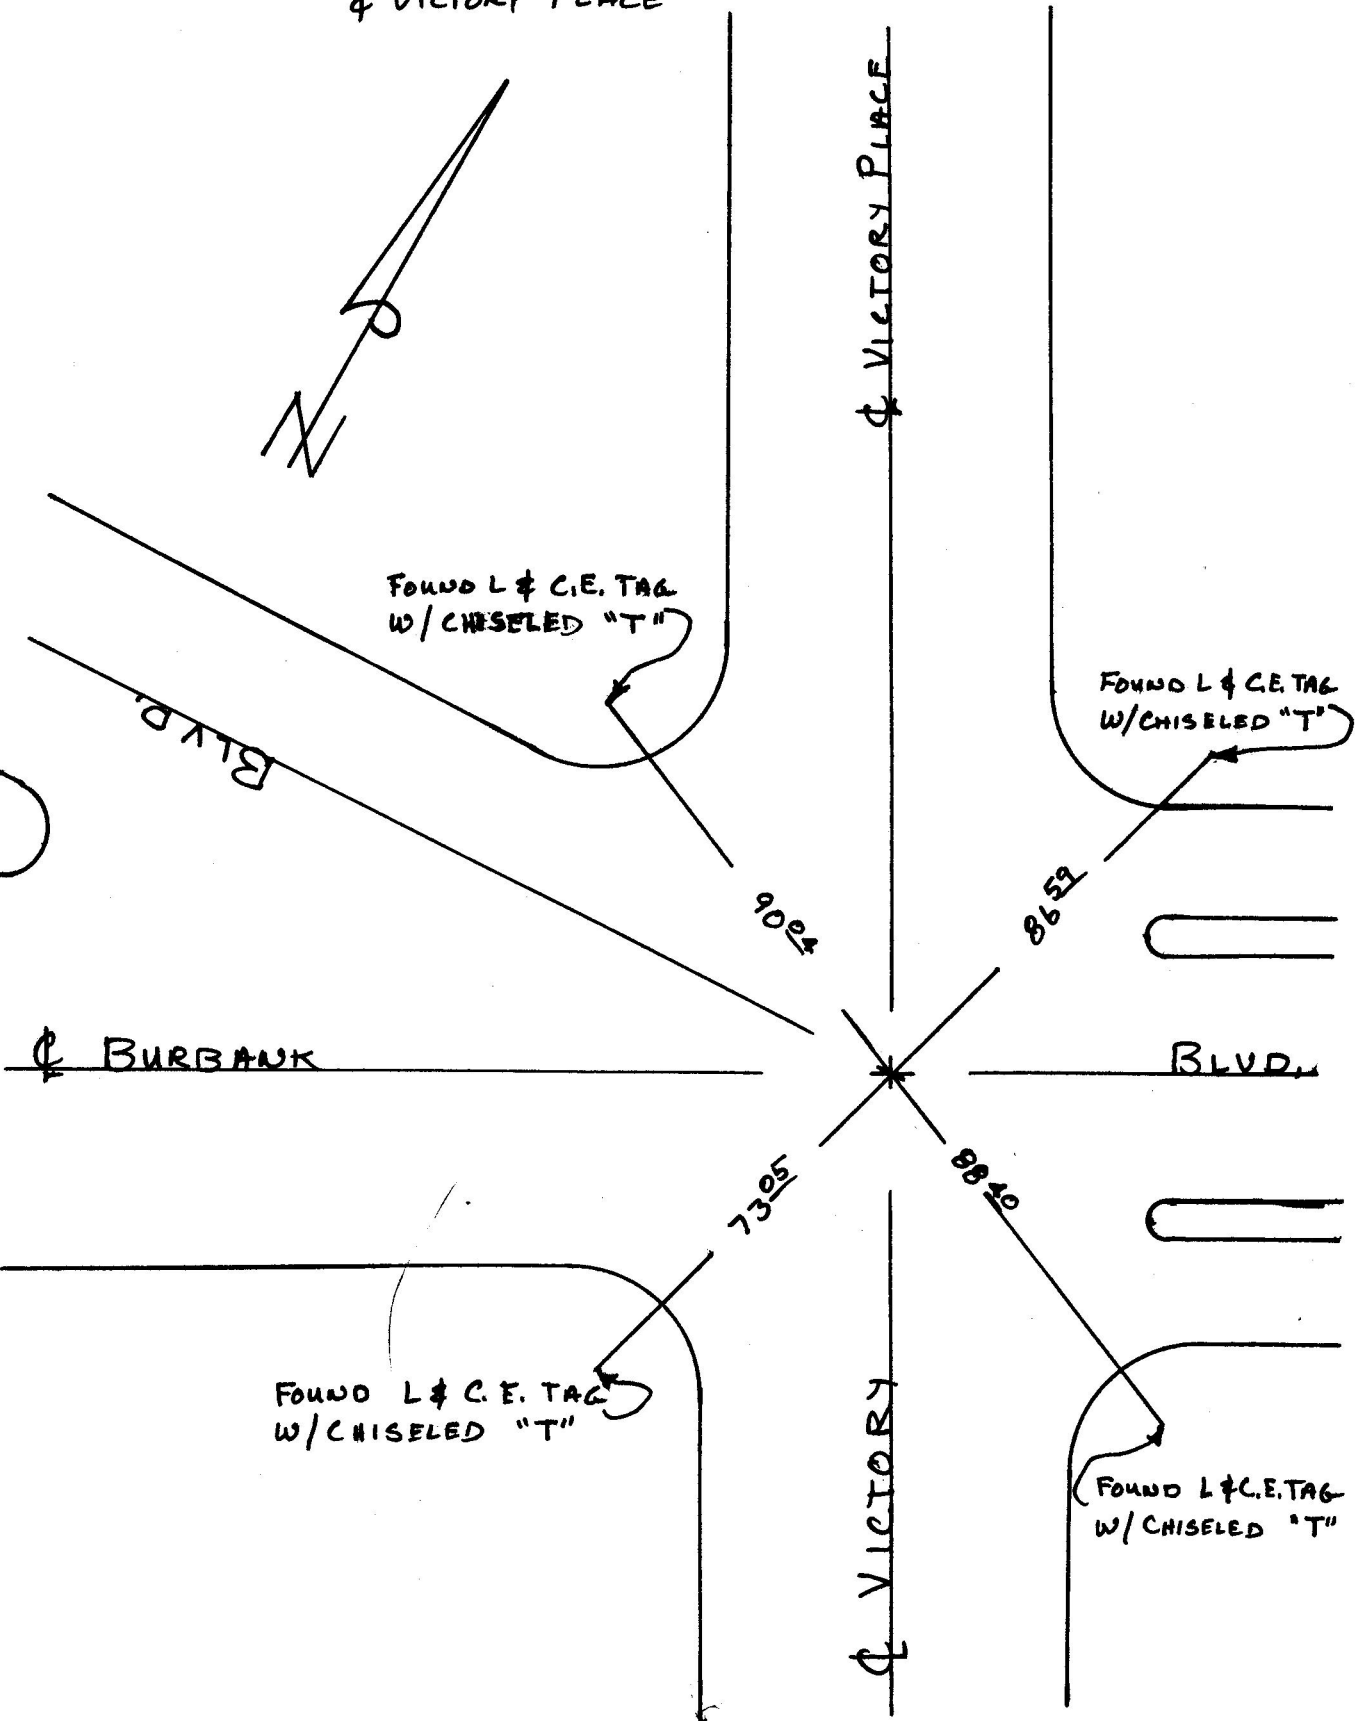 & VICTORY PLACE
℄ VICTORY PLACE
N
FOUND L & C.E. TAG
W/ CHISELED "T"
FOUND L & C.E. TAG
W/ CHISELED "T"
BLVD.
90 04
86 59
℄ BURBANK
BLVD.
73 05
88 40
FOUND L & C.E. TAG
W/ CHISELED "T"
℄ VICTORY
FOUND L & C.E. TAG
W/ CHISELED "T"